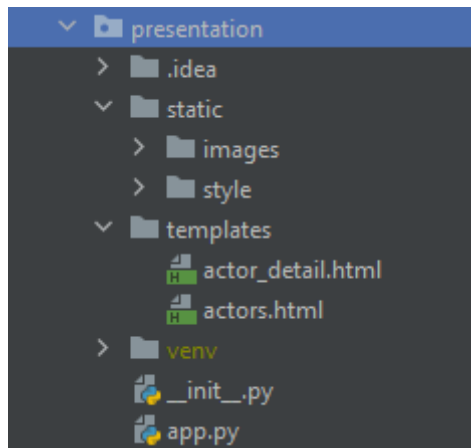 presentation
.idea
static
images
style
templates
actor_detail.html
actors.html
venv
__init__.py
app.py